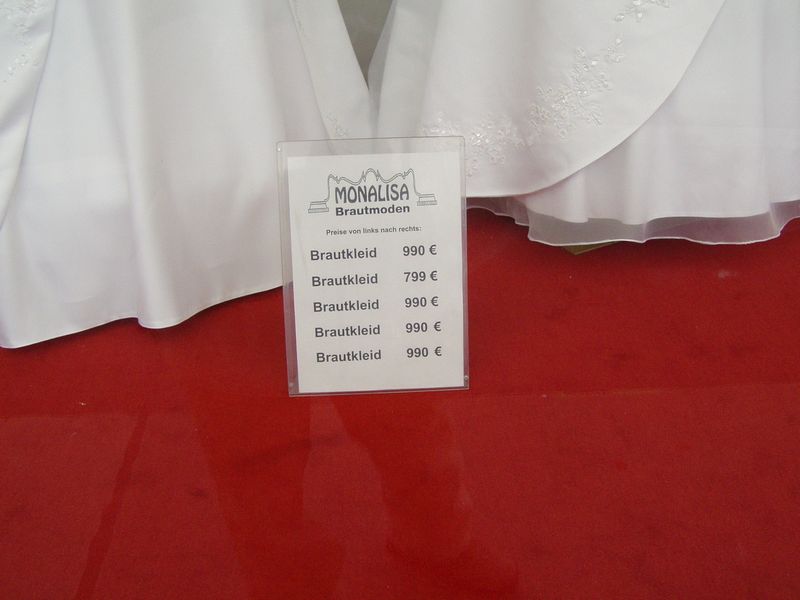 MONALISA
Brautmoden
Preise von links nach rechts:
Brautkleid 990 €
Brautkleid 799 €
Brautkleid 990 €
Brautkleid 990 €
Brautkleid 990 €